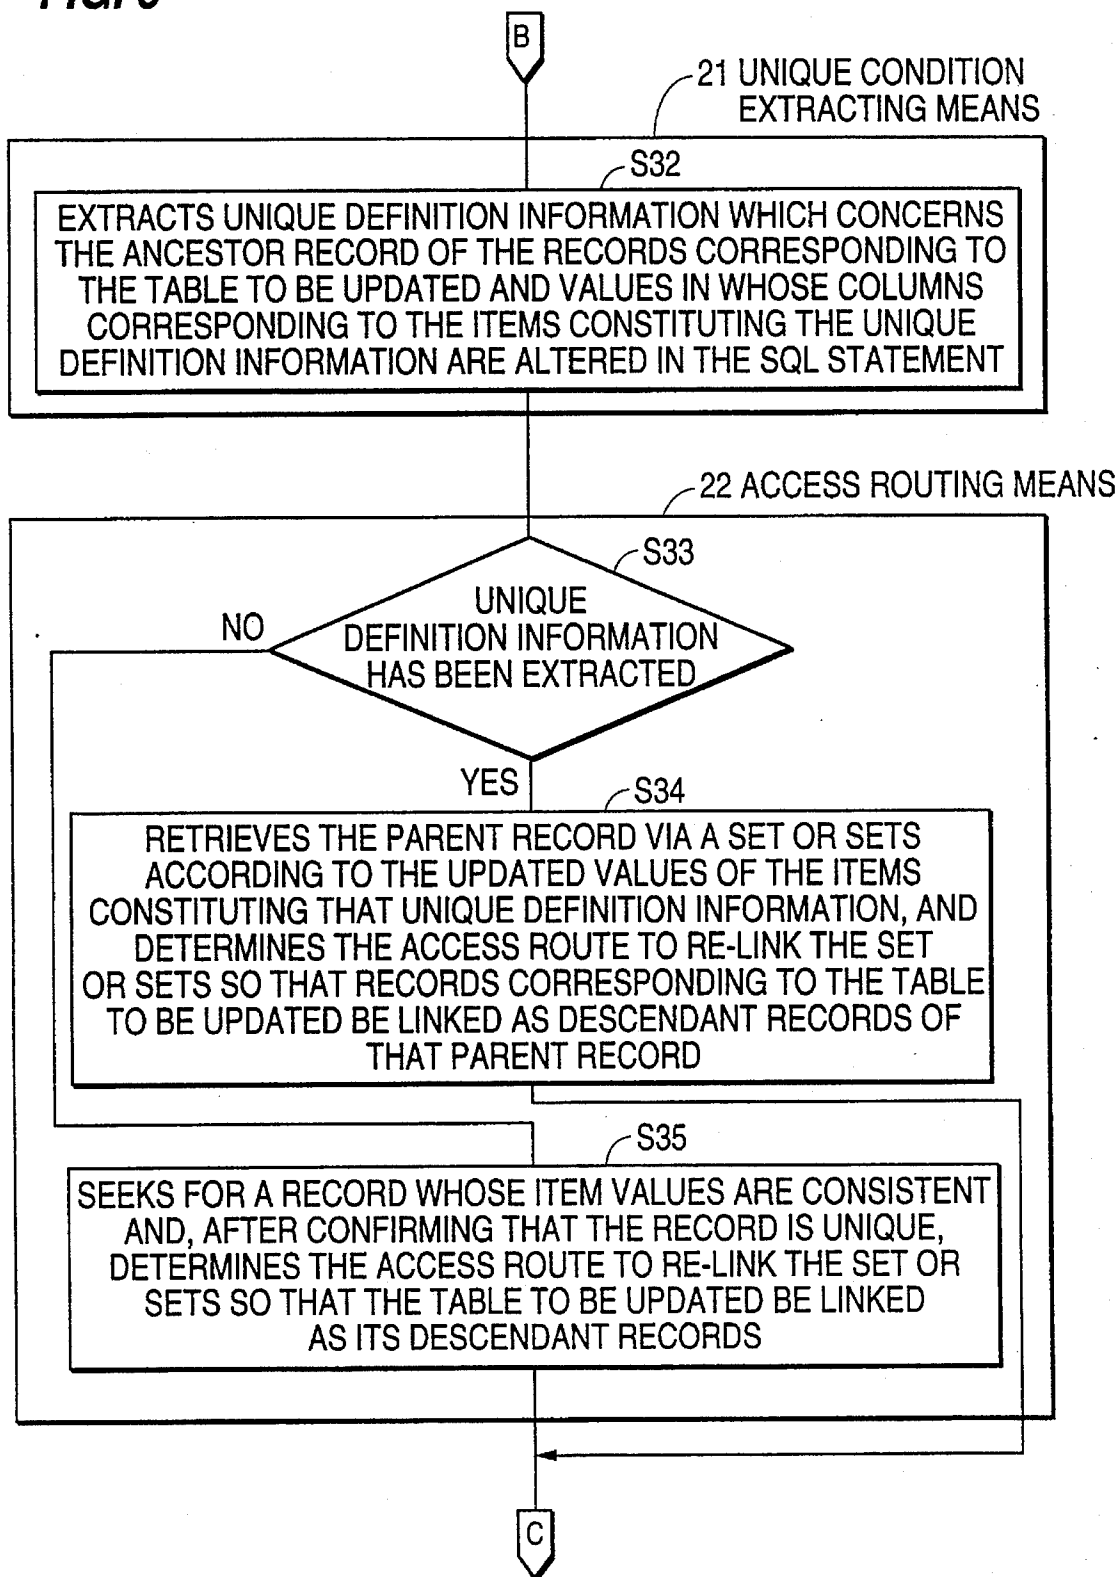 B
21 UNIQUE CONDITION
EXTRACTING MEANS
S32
EXTRACTS UNIQUE DEFINITION INFORMATION WHICH CONCERNS
THE ANCESTOR RECORD OF THE RECORDS CORRESPONDING TO
THE TABLE TO BE UPDATED AND VALUES IN WHOSE COLUMNS
CORRESPONDING TO THE ITEMS CONSTITUTING THE UNIQUE
DEFINITION INFORMATION ARE ALTERED IN THE SQL STATEMENT
22 ACCESS ROUTING MEANS
S33
UNIQUE
DEFINITION INFORMATION
HAS BEEN EXTRACTED
NO
YES
S34
RETRIEVES THE PARENT RECORD VIA A SET OR SETS
ACCORDING TO THE UPDATED VALUES OF THE ITEMS
CONSTITUTING THAT UNIQUE DEFINITION INFORMATION, AND
DETERMINES THE ACCESS ROUTE TO RE-LINK THE SET
OR SETS SO THAT RECORDS CORRESPONDING TO THE TABLE
TO BE UPDATED BE LINKED AS DESCENDANT RECORDS OF
THAT PARENT RECORD
S35
SEEKS FOR A RECORD WHOSE ITEM VALUES ARE CONSISTENT
AND, AFTER CONFIRMING THAT THE RECORD IS UNIQUE,
DETERMINES THE ACCESS ROUTE TO RE-LINK THE SET OR
SETS SO THAT THE TABLE TO BE UPDATED BE LINKED
AS ITS DESCENDANT RECORDS
C